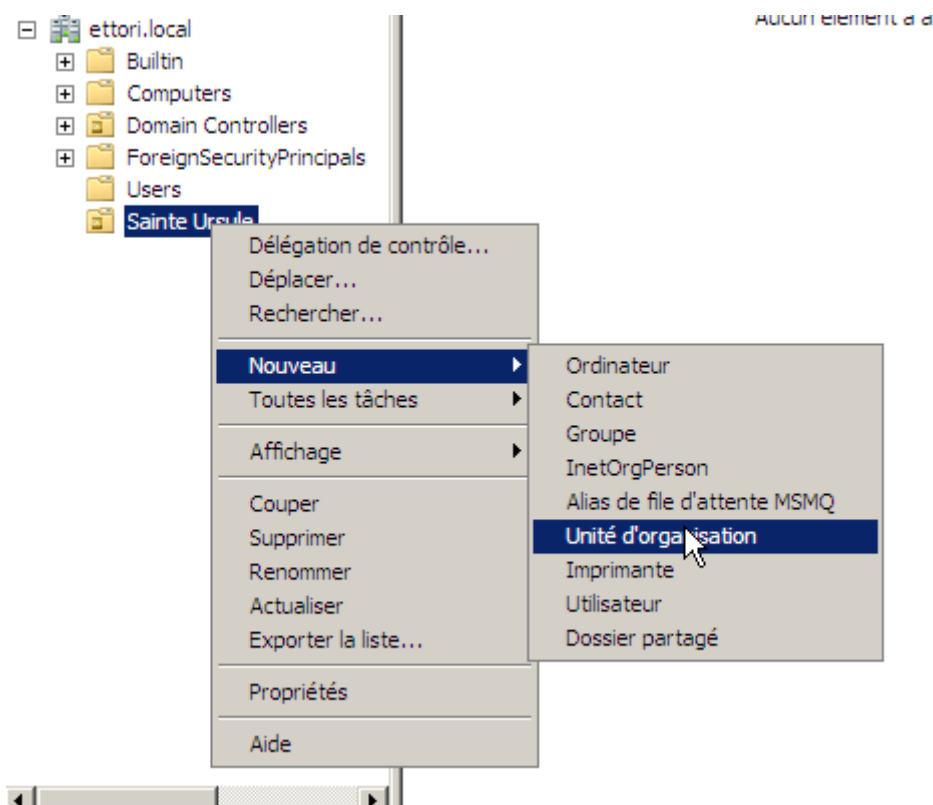 Aucun élément à a
ettori.local
Builtin
Computers
Domain Controllers
ForeignSecurityPrincipals
Users
Sainte Ursule
Délégation de contrôle...
Déplacer...
Rechercher...
Nouveau
Toutes les tâches
Affichage
Couper
Supprimer
Renommer
Actualiser
Exporter la liste...
Propriétés
Aide
Ordinateur
Contact
Groupe
InetOrgPerson
Alias de file d'attente MSMQ
Unité d'organisation
Imprimante
Utilisateur
Dossier partagé